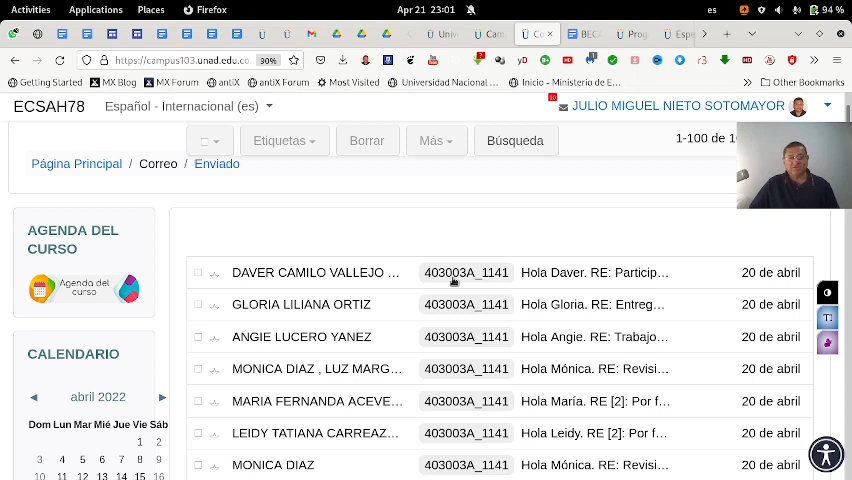 Activities Applications Places Firefox Apr 21 23:01 es 94 %
Univ Cam Co BECA Prog Espe
https://campus103.unad.edu.co 90%
Getting Started MX Blog MX Forum antiX antiX Forum Most Visited Universidad Nacional ... Inicio - Ministerio de E... Other Bookmarks
ECSAH78 Español - Internacional (es) 10 JULIO MIGUEL NIETO SOTOMAYOR
Etiquetas Borrar Más Búsqueda 1-100 de
Página Principal / Correo / Enviado
AGENDA DEL CURSO
Agenda del curso
DAVER CAMILO VALLEJO ... 403003A_1141 Hola Daver. RE: Particip... 20 de abril
GLORIA LILIANA ORTIZ 403003A_1141 Hola Gloria. RE: Entreg... 20 de abril
ANGIE LUCERO YANEZ 403003A_1141 Hola Angie. RE: Trabajo... 20 de abril
MONICA DIAZ , LUZ MARG... 403003A_1141 Hola Mónica. RE: Revisi... 20 de abril
MARIA FERNANDA ACEVE... 403003A_1141 Hola María. RE [2]: Por f... 20 de abril
LEIDY TATIANA CARREAZ... 403003A_1141 Hola Leidy. RE [2]: Por f... 20 de abril
MONICA DIAZ 403003A_1141 Hola Mónica. RE: Revisi... 20 de abril
CALENDARIO
◄ abril 2022 ►
Dom Lun Mar Mié Jue Vie Sáb
1 2
3 4 5 6 7 8 9
10 11 12 13 14 15 16